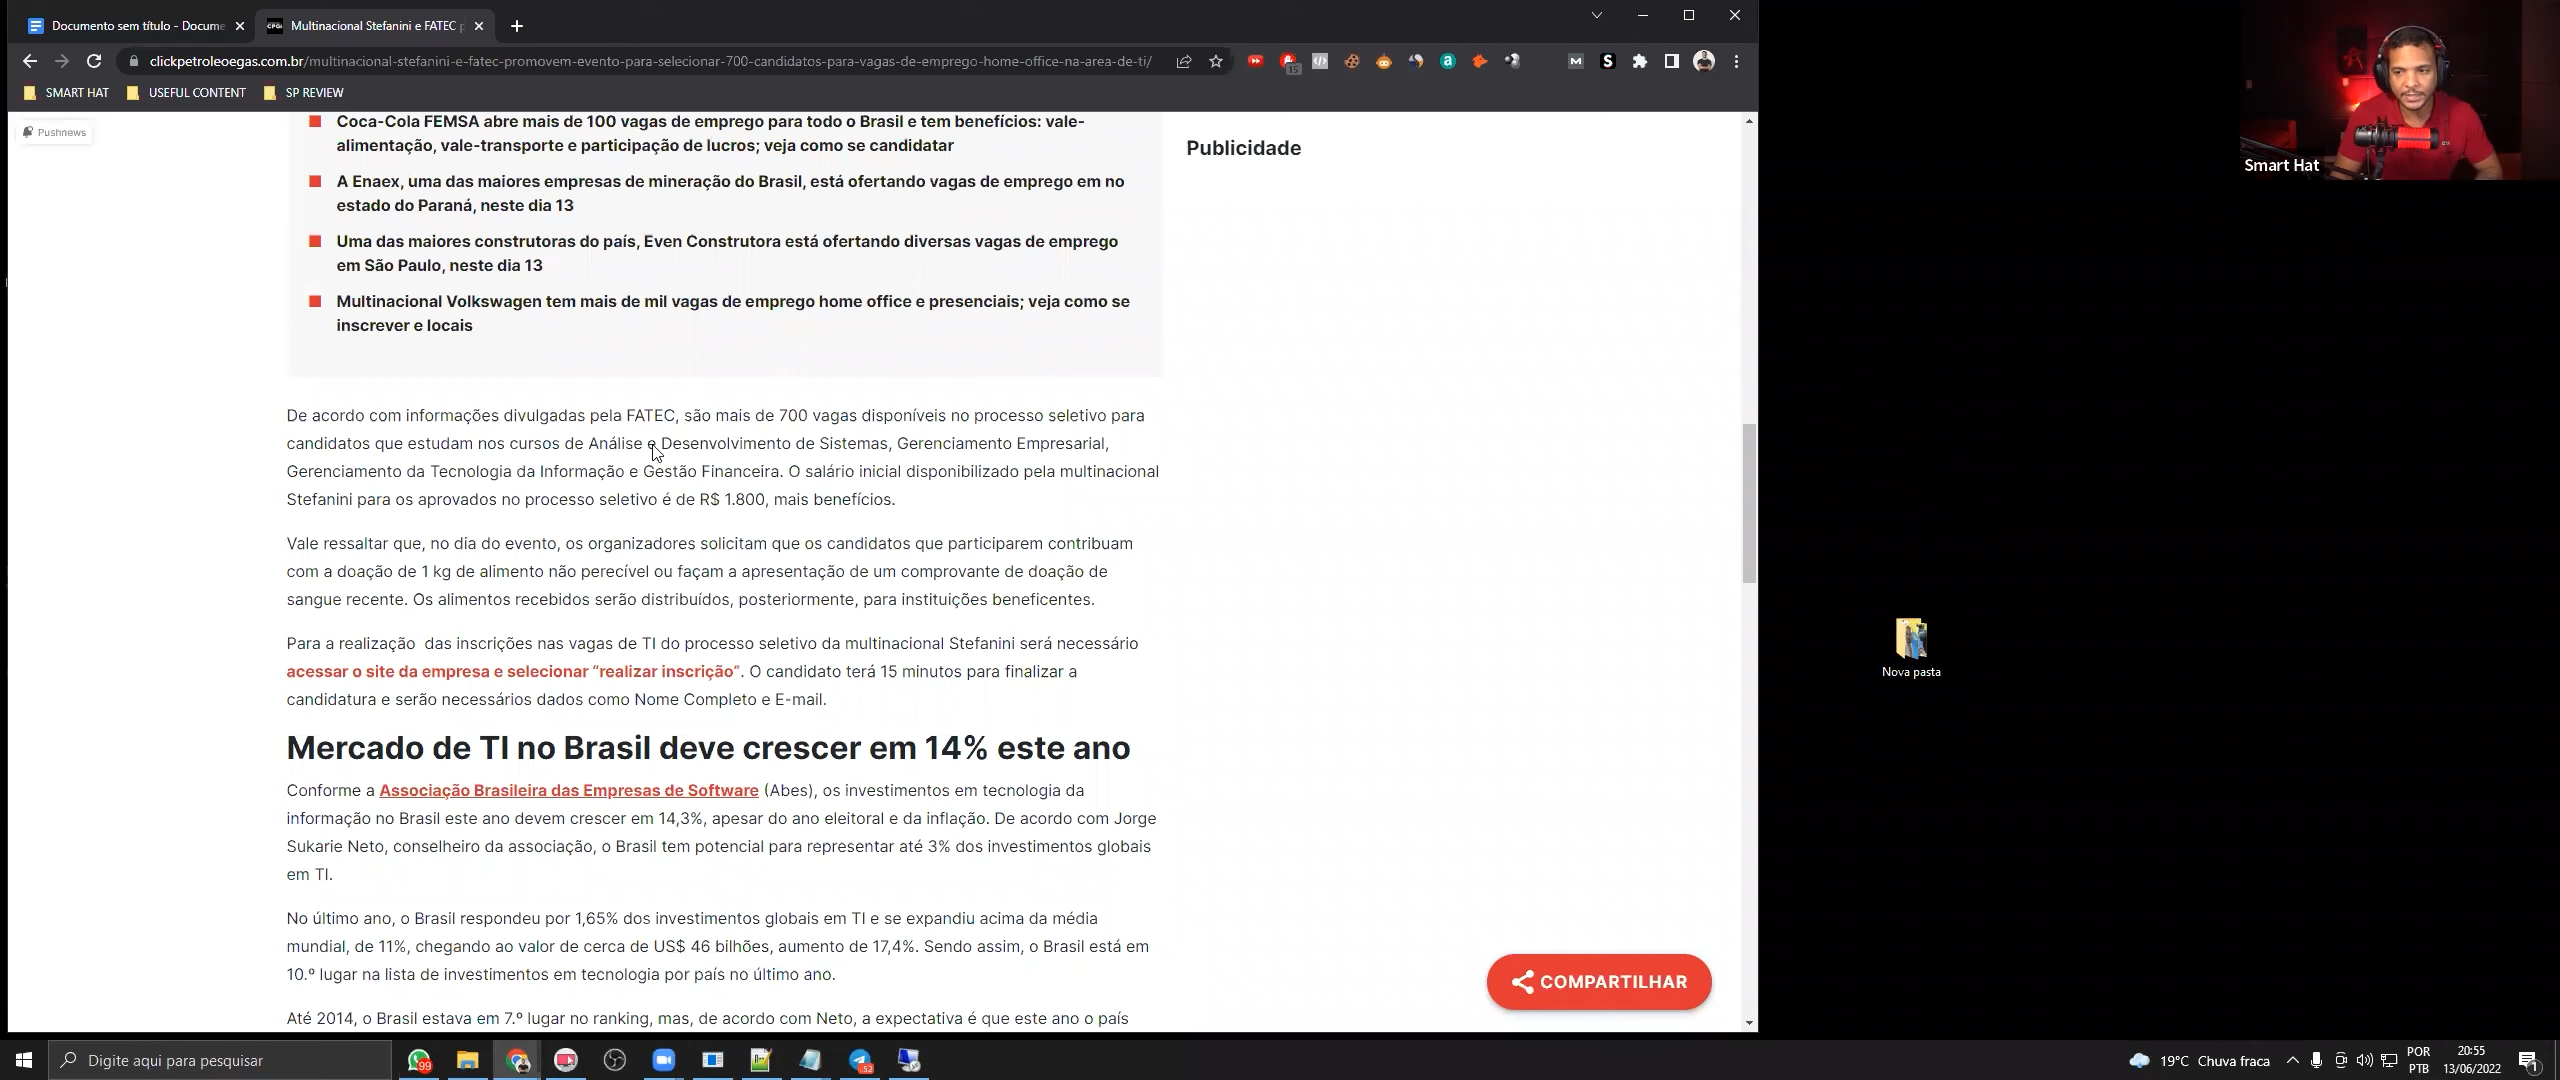 Documento sem título - Docume
Multinacional Stefanini e FATEC p
clickpetroleoegas.com.br/multinacional-stefanini-e-fatec-promovem-evento-para-selecionar-700-candidatos-para-vagas-de-emprego-home-office-na-area-de-ti/
SMART HAT
USEFUL CONTENT
SP REVIEW
Pushnews
Coca-Cola FEMSA abre mais de 100 vagas de emprego para todo o Brasil e tem benefícios: vale-
alimentação, vale-transporte e participação de lucros; veja como se candidatar
A Enaex, uma das maiores empresas de mineração do Brasil, está ofertando vagas de emprego em no
estado do Paraná, neste dia 13
Uma das maiores construtoras do país, Even Construtora está ofertando diversas vagas de emprego
em São Paulo, neste dia 13
Multinacional Volkswagen tem mais de mil vagas de emprego home office e presenciais; veja como se
inscrever e locais
Publicidade
De acordo com informações divulgadas pela FATEC, são mais de 700 vagas disponíveis no processo seletivo para
candidatos que estudam nos cursos de Análise e Desenvolvimento de Sistemas, Gerenciamento Empresarial,
Gerenciamento da Tecnologia da Informação e Gestão Financeira. O salário inicial disponibilizado pela multinacional
Stefanini para os aprovados no processo seletivo é de R$ 1.800, mais benefícios.
Vale ressaltar que, no dia do evento, os organizadores solicitam que os candidatos que participarem contribuam
com a doação de 1 kg de alimento não perecível ou façam a apresentação de um comprovante de doação de
sangue recente. Os alimentos recebidos serão distribuídos, posteriormente, para instituições beneficentes.
Para a realização das inscrições nas vagas de TI do processo seletivo da multinacional Stefanini será necessário
acessar o site da empresa e selecionar “realizar inscrição”. O candidato terá 15 minutos para finalizar a
candidatura e serão necessários dados como Nome Completo e E-mail.
Mercado de TI no Brasil deve crescer em 14% este ano
Conforme a Associação Brasileira das Empresas de Software (Abes), os investimentos em tecnologia da
informação no Brasil este ano devem crescer em 14,3%, apesar do ano eleitoral e da inflação. De acordo com Jorge
Sukarie Neto, conselheiro da associação, o Brasil tem potencial para representar até 3% dos investimentos globais
em TI.
No último ano, o Brasil respondeu por 1,65% dos investimentos globais em TI e se expandiu acima da média
mundial, de 11%, chegando ao valor de cerca de US$ 46 bilhões, aumento de 17,4%. Sendo assim, o Brasil está em
10.º lugar na lista de investimentos em tecnologia por país no último ano.
Até 2014, o Brasil estava em 7.º lugar no ranking, mas, de acordo com Neto, a expectativa é que este ano o país
COMPARTILHAR
Smart Hat
Nova pasta
Digite aqui para pesquisar
99
52
19°C Chuva fraca
POR
PTB
20:55
13/06/2022